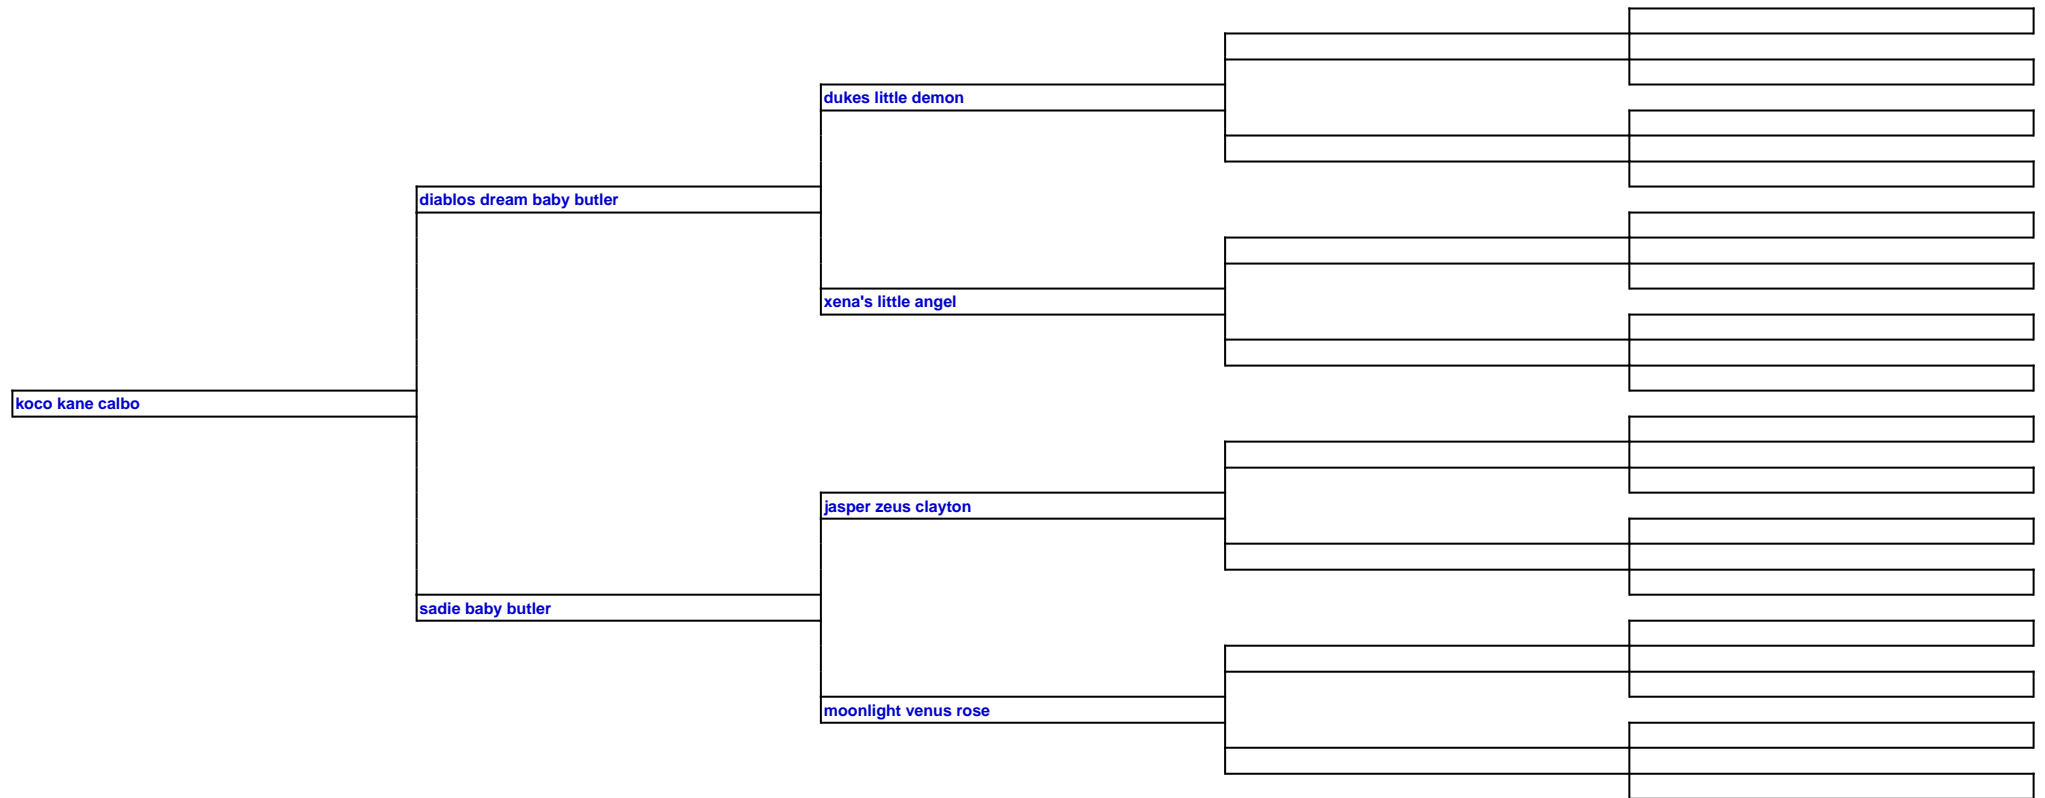 dukes little demon
diablos dream baby butler
xena's little angel
koco kane calbo
jasper zeus clayton
sadie baby butler
moonlight venus rose